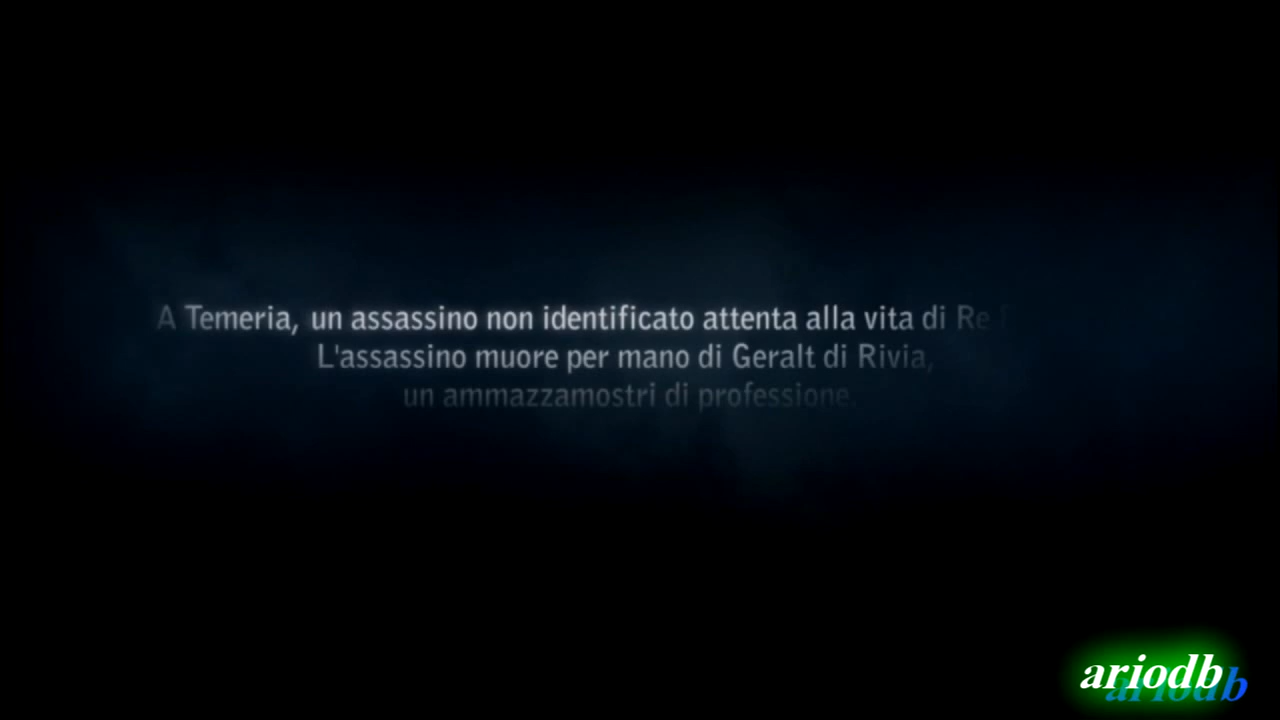 A Temeria, un assassino non identificato attenta alla vita di Re
L'assassino muore per mano di Geralt di Rivia,
un ammazzamostri di professione.
ariodb
ariodb